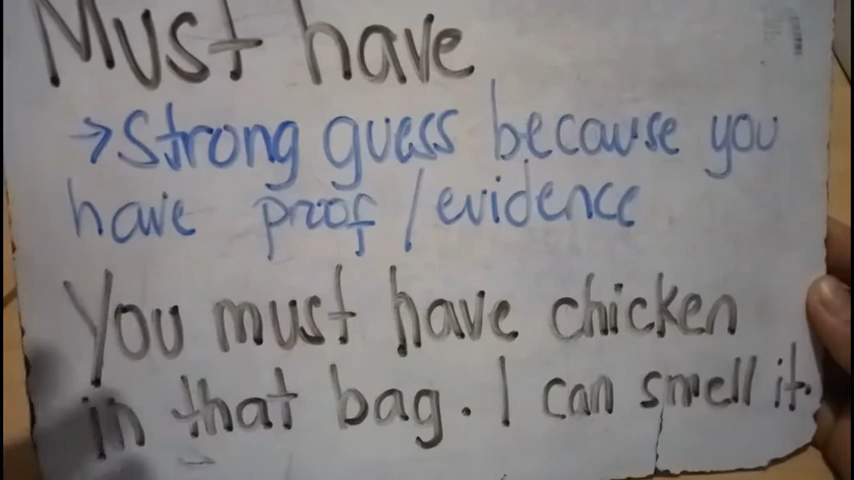 Must have
→Strong guess because you
have proof / evidence
You must have chicken
in that bag. I can smell it.